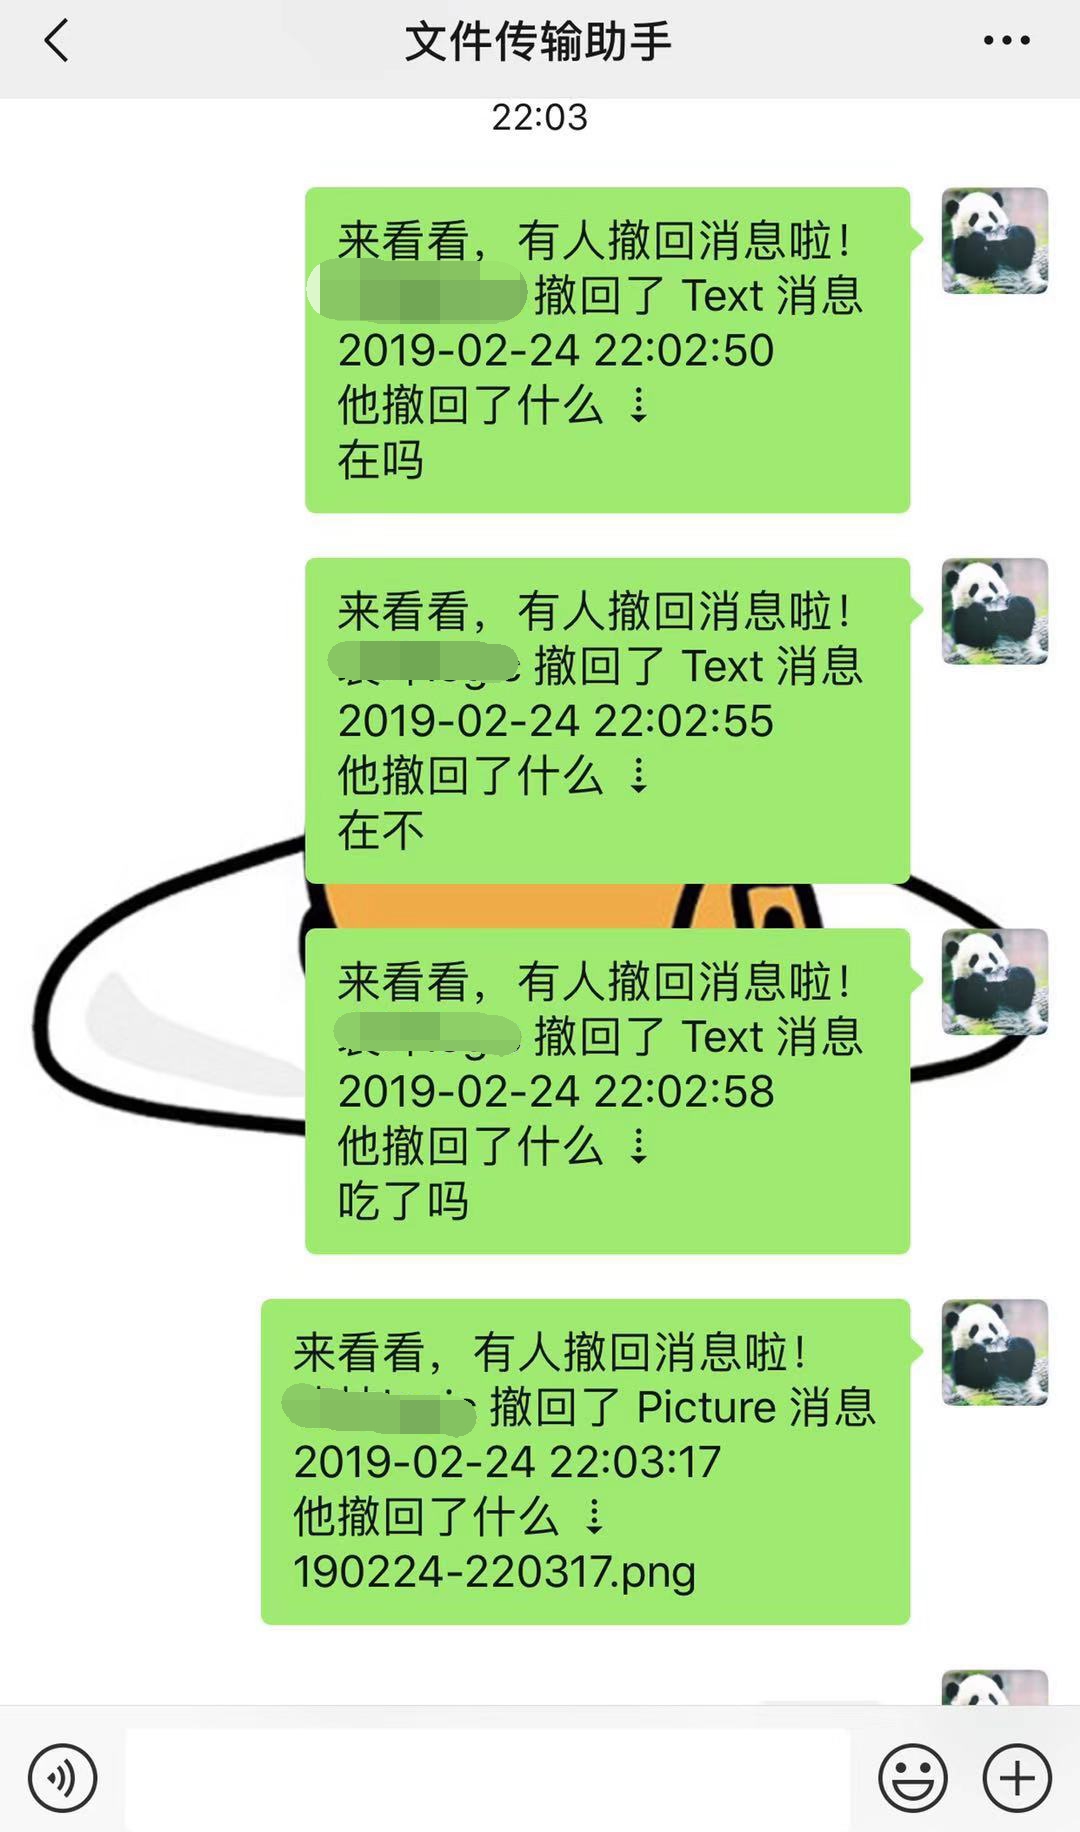 文件传输助手
22:03
来看看，有人撤回消息啦！
撤回了 Text 消息
2019-02-24 22:02:50
他撤回了什么 ⇣
在吗
来看看，有人撤回消息啦！
撤回了 Text 消息
2019-02-24 22:02:55
他撤回了什么 ⇣
在不
来看看，有人撤回消息啦！
撤回了 Text 消息
2019-02-24 22:02:58
他撤回了什么 ⇣
吃了吗
来看看，有人撤回消息啦！
撤回了 Picture 消息
2019-02-24 22:03:17
他撤回了什么 ⇣
190224-220317.png